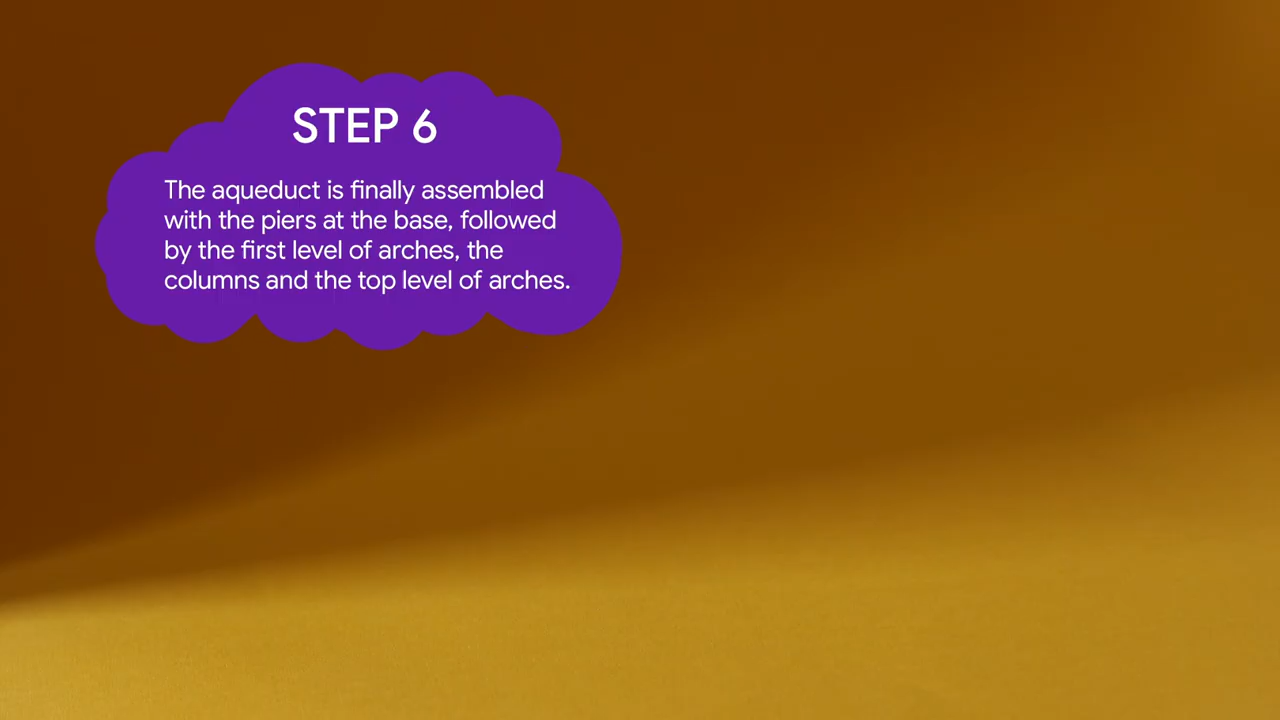 STEP 6
The aqueduct is finally assembled
with the piers at the base, followed
by the first level of arches, the
columns and the top level of arches.